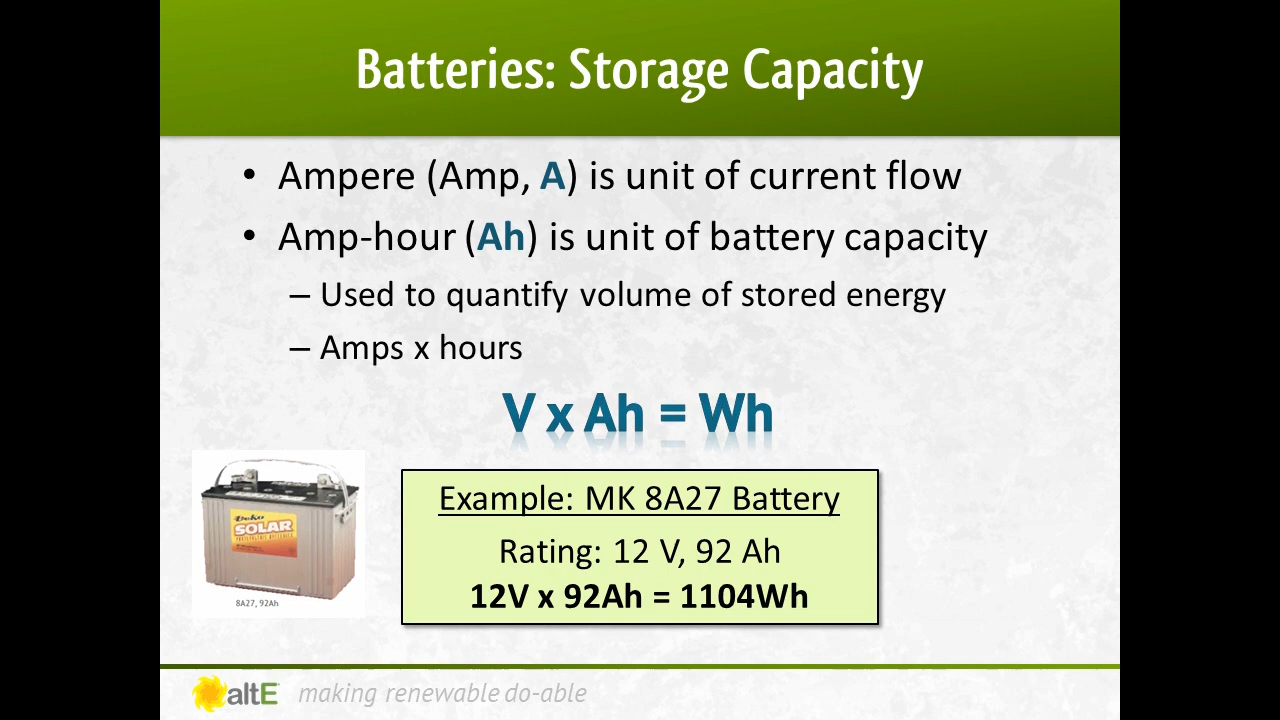 Batteries: Storage Capacity
• Ampere (Amp, A) is unit of current flow
• Amp-hour (Ah) is unit of battery capacity
– Used to quantify volume of stored energy
– Amps x hours
V x Ah = Wh
Example: MK 8A27 Battery
Rating: 12 V, 92 Ah
12V x 92Ah = 1104Wh
Deka
SOLAR
8A27, 92Ah
altE making renewable do-able